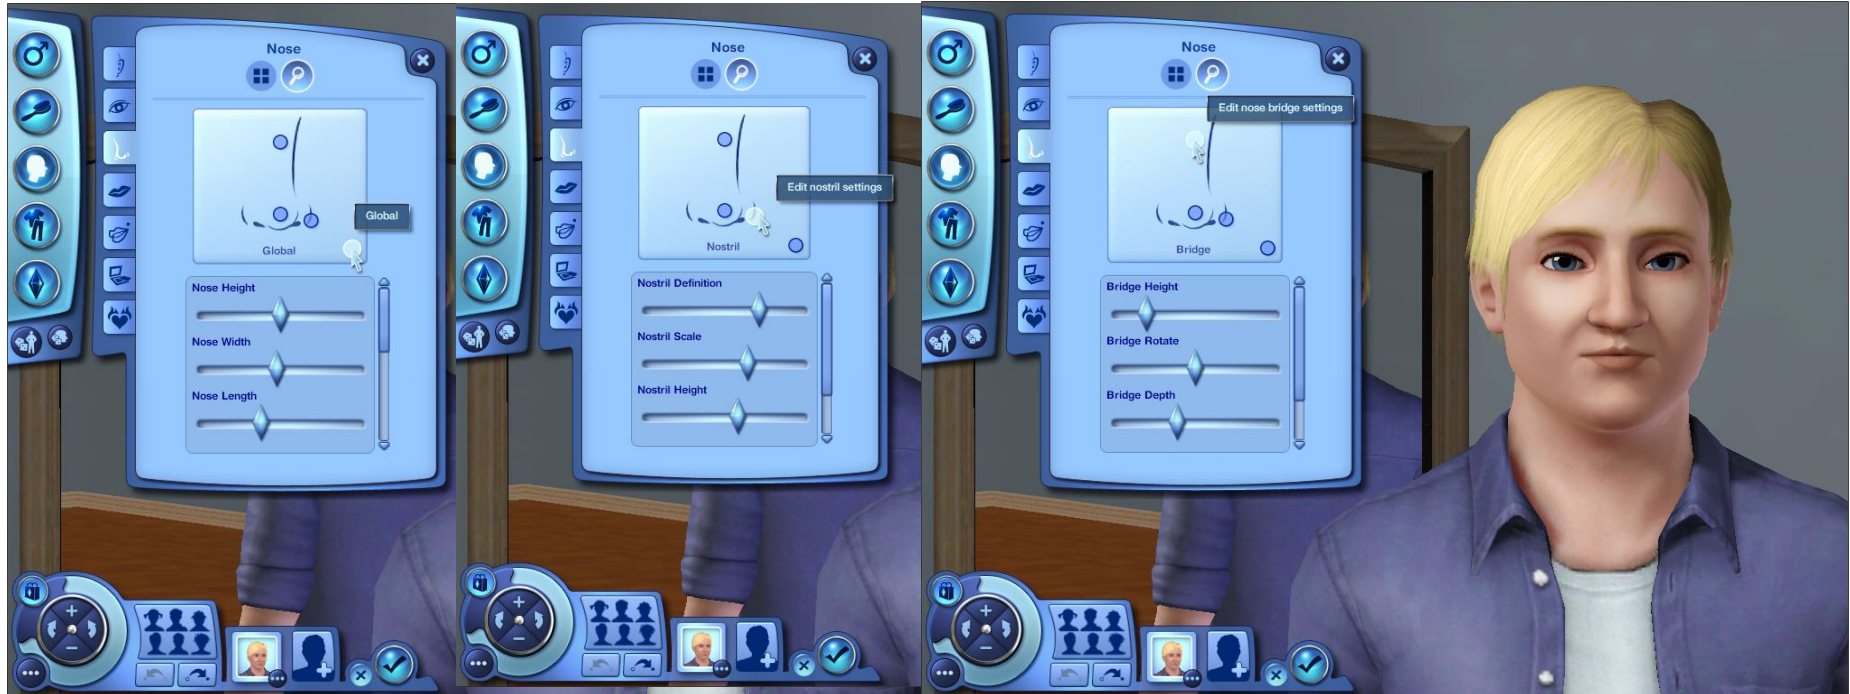 Nose
Global
Global
Nose Height
Nose Width
Nose Length
Nose
Edit nostril settings
Nostril
Nostril Definition
Nostril Scale
Nostril Height
Nose
Edit nose bridge settings
Bridge
Bridge Height
Bridge Rotate
Bridge Depth